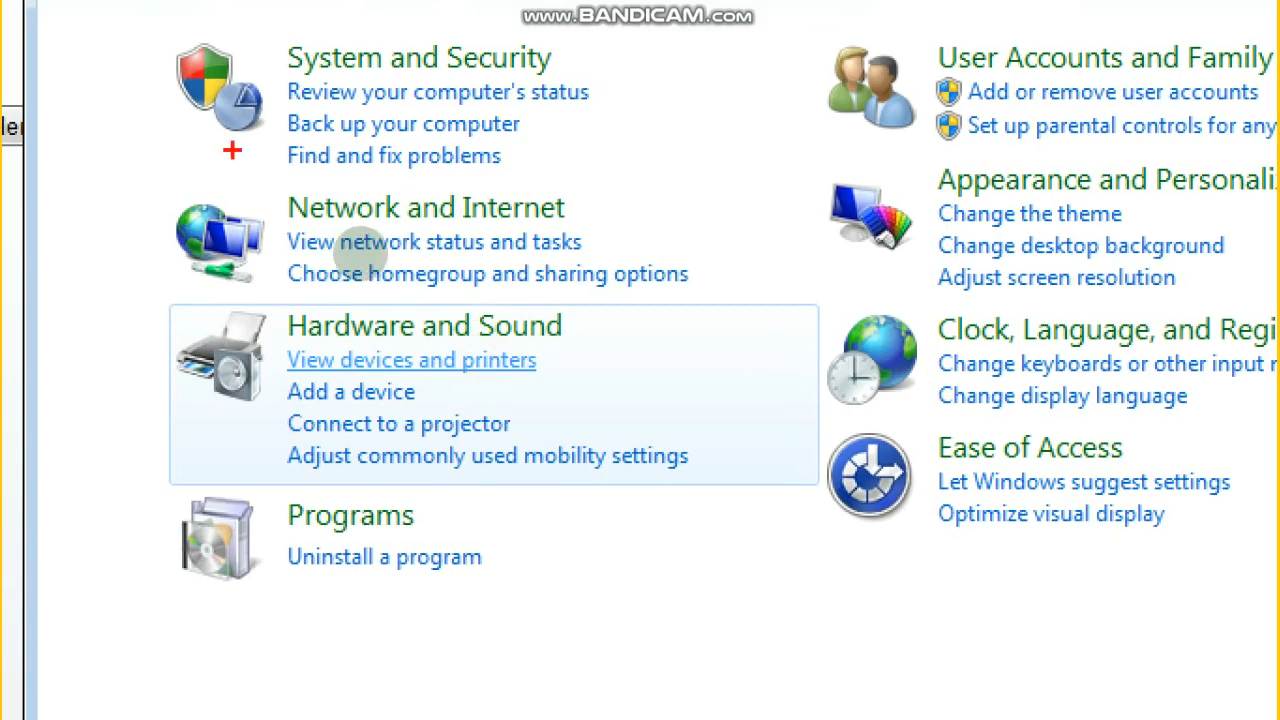 www.BANDICAM.com
System and Security
Review your computer's status
Back up your computer
Find and fix problems
Network and Internet
View network status and tasks
Choose homegroup and sharing options
Hardware and Sound
View devices and printers
Add a device
Connect to a projector
Adjust commonly used mobility settings
Programs
Uninstall a program
User Accounts and Family
Add or remove user accounts
Set up parental controls for any
Appearance and Personali
Change the theme
Change desktop background
Adjust screen resolution
Clock, Language, and Regi
Change keyboards or other input
Change display language
Ease of Access
Let Windows suggest settings
Optimize visual display